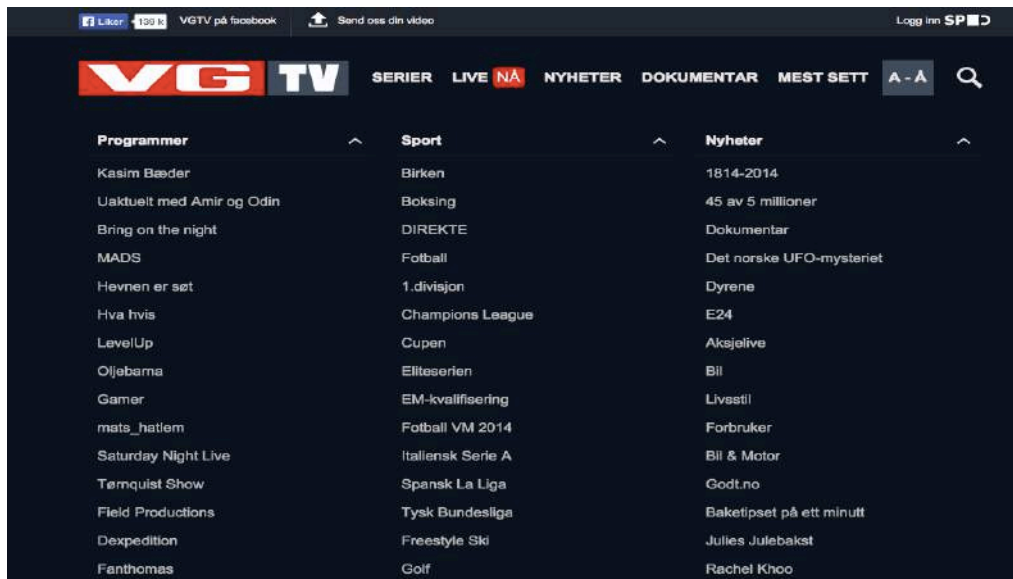 Liker 139 k VGTV på facebook Send oss din video Logg inn SPD
VG TV SERIER LIVE NÅ NYHETER DOKUMENTAR MEST SETT A - Å
Programmer Sport Nyheter
Kasim Bæder Birken 1814-2014
Uaktuelt med Amir og Odin Boksing 45 av 5 millioner
Bring on the night DIREKTE Dokumentar
MADS Fotball Det norske UFO-mysteriet
Hevnen er søt 1.divisjon Dyrene
Hva hvis Champions League E24
LevelUp Cupen Aksjelive
Oljebarna Eliteserien Bil
Gamer EM-kvalifisering Livsstil
mats_hatlem Fotball VM 2014 Forbruker
Saturday Night Live Italiensk Serie A Bil & Motor
Tørnquist Show Spansk La Liga Godt.no
Field Productions Tysk Bundesliga Baketipset på ett minutt
Dexpedition Freestyle Ski Julies Julebakst
Fanthomas Golf Rachel Khoo